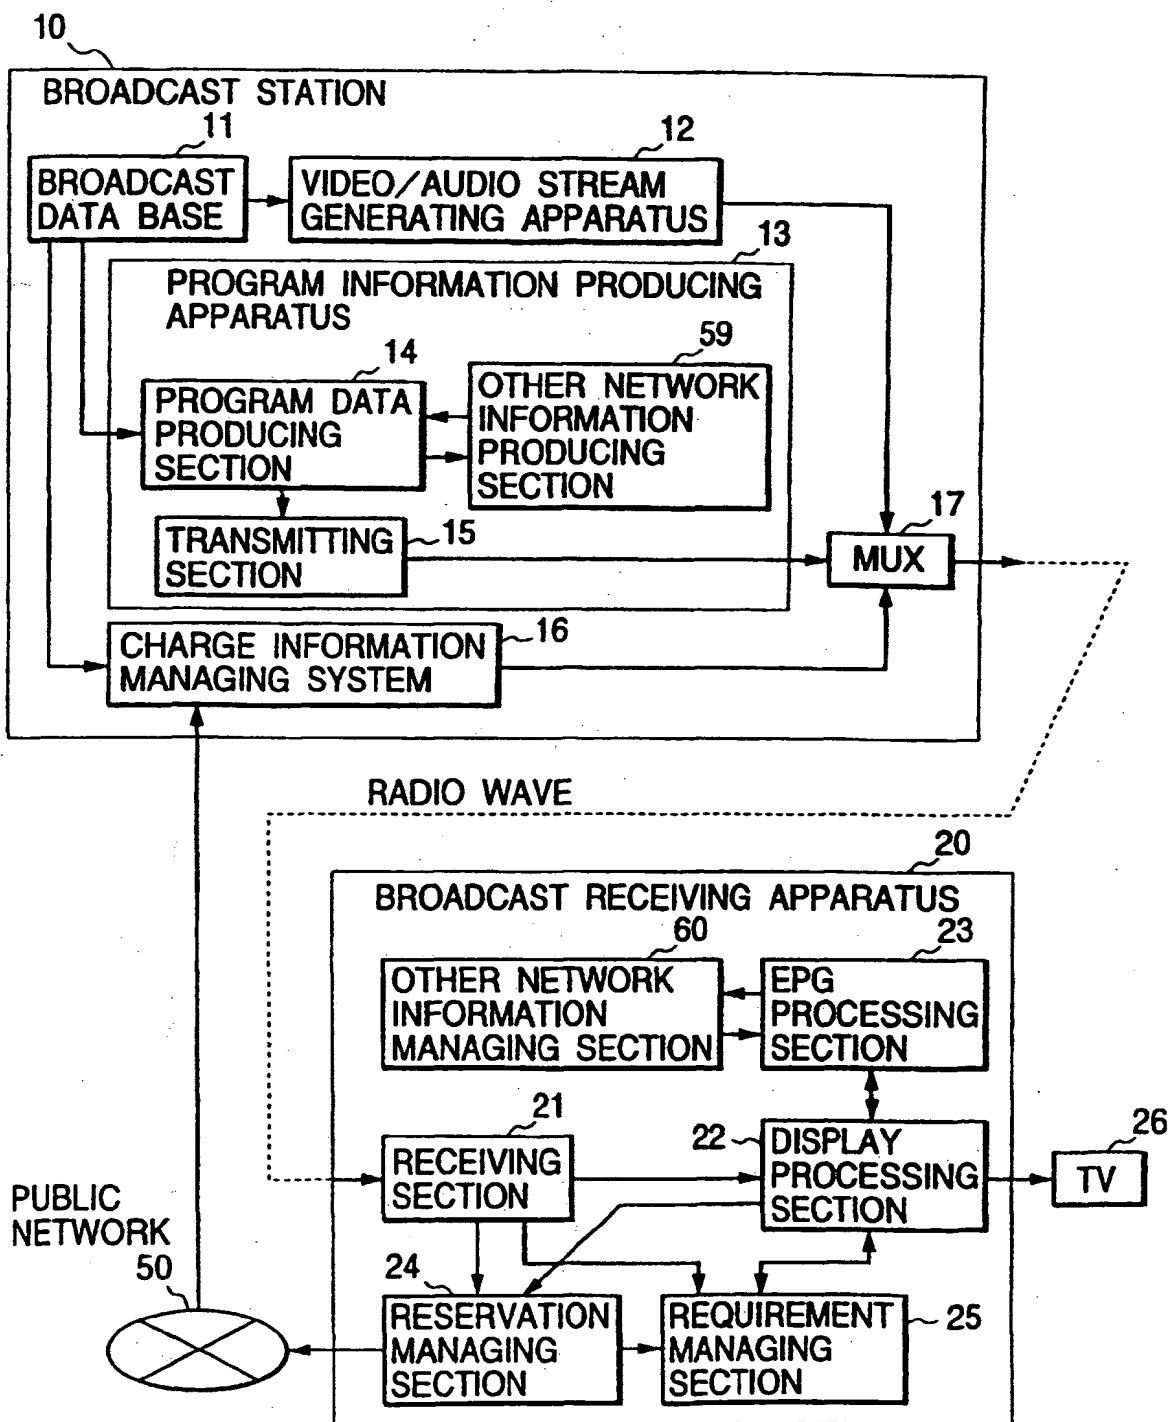 10
BROADCAST STATION
11
12
BROADCAST
DATA BASE
VIDEO/AUDIO STREAM
GENERATING APPARATUS
13
PROGRAM INFORMATION PRODUCING
APPARATUS
14
59
PROGRAM DATA
PRODUCING
SECTION
OTHER NETWORK
INFORMATION
PRODUCING
SECTION
15
TRANSMITTING
SECTION
17
MUX
16
CHARGE INFORMATION
MANAGING SYSTEM
RADIO WAVE
20
BROADCAST RECEIVING APPARATUS
60
23
OTHER NETWORK
INFORMATION
MANAGING SECTION
EPG
PROCESSING
SECTION
21
22
26
RECEIVING
SECTION
DISPLAY
PROCESSING
SECTION
TV
PUBLIC
NETWORK
50
24
25
RESERVATION
MANAGING
SECTION
REQUIREMENT
MANAGING
SECTION